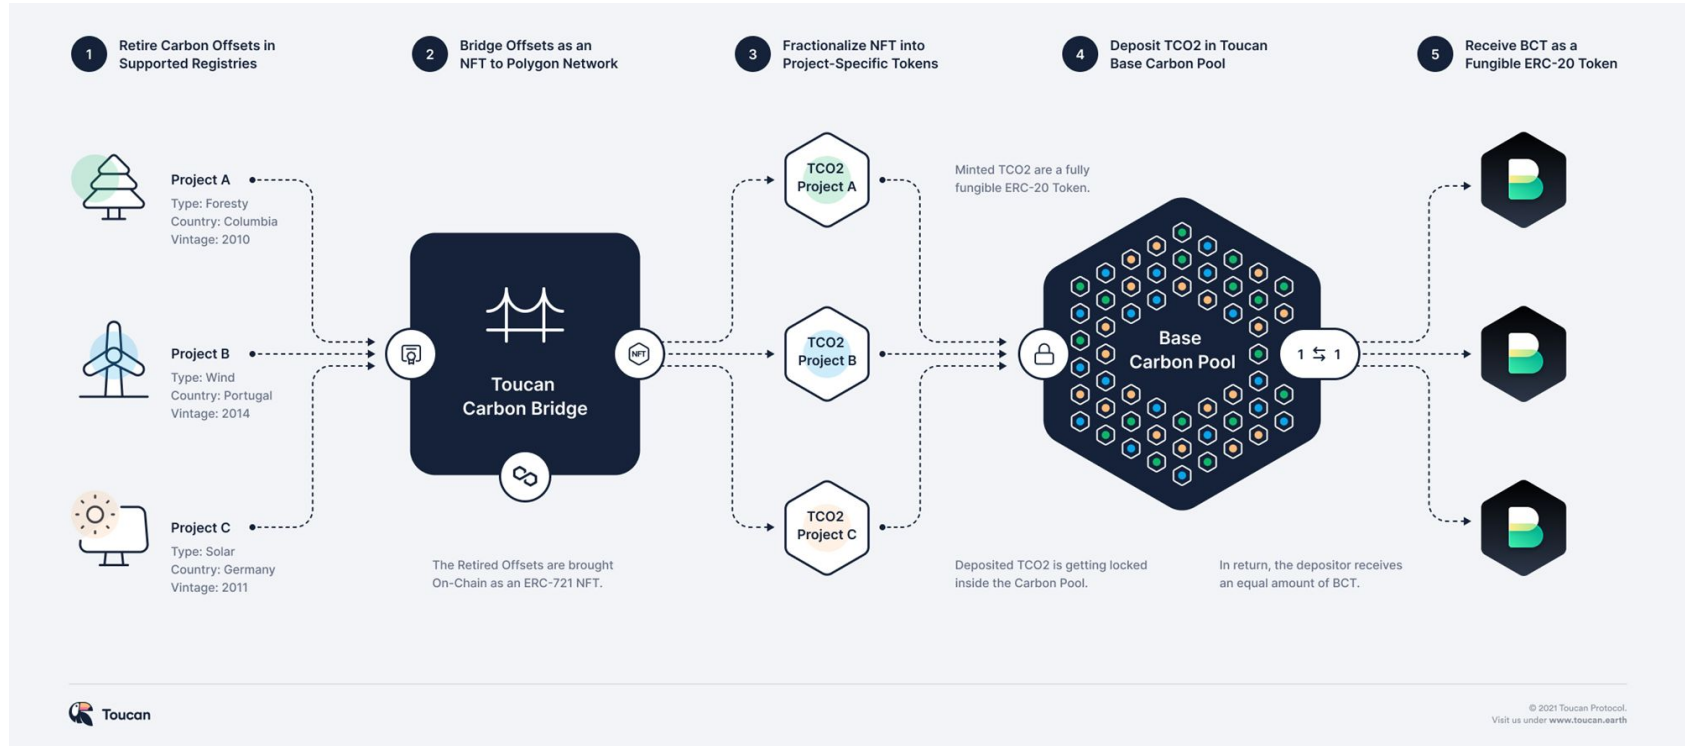 1
Retire Carbon Offsets in
Supported Registries
2
Bridge Offsets as an
NFT to Polygon Network
3
Fractionalize NFT into
Project-Specific Tokens
4
Deposit TCO2 in Toucan
Base Carbon Pool
5
Receive BCT as a
Fungible ERC-20 Token
Project A
Type: Foresty
Country: Columbia
Vintage: 2010
Project B
Type: Wind
Country: Portugal
Vintage: 2014
Project C
Type: Solar
Country: Germany
Vintage: 2011
Toucan
Carbon Bridge
NFT
The Retired Offsets are brought
On-Chain as an ERC-721 NFT.
TCO2
Project A
TCO2
Project B
TCO2
Project C
Minted TCO2 are a fully
fungible ERC-20 Token.
Base
Carbon Pool
1 ⇆ 1
Deposited TCO2 is getting locked
inside the Carbon Pool.
In return, the depositor receives
an equal amount of BCT.
B
B
B
Toucan
© 2021 Toucan Protocol.
Visit us under www.toucan.earth